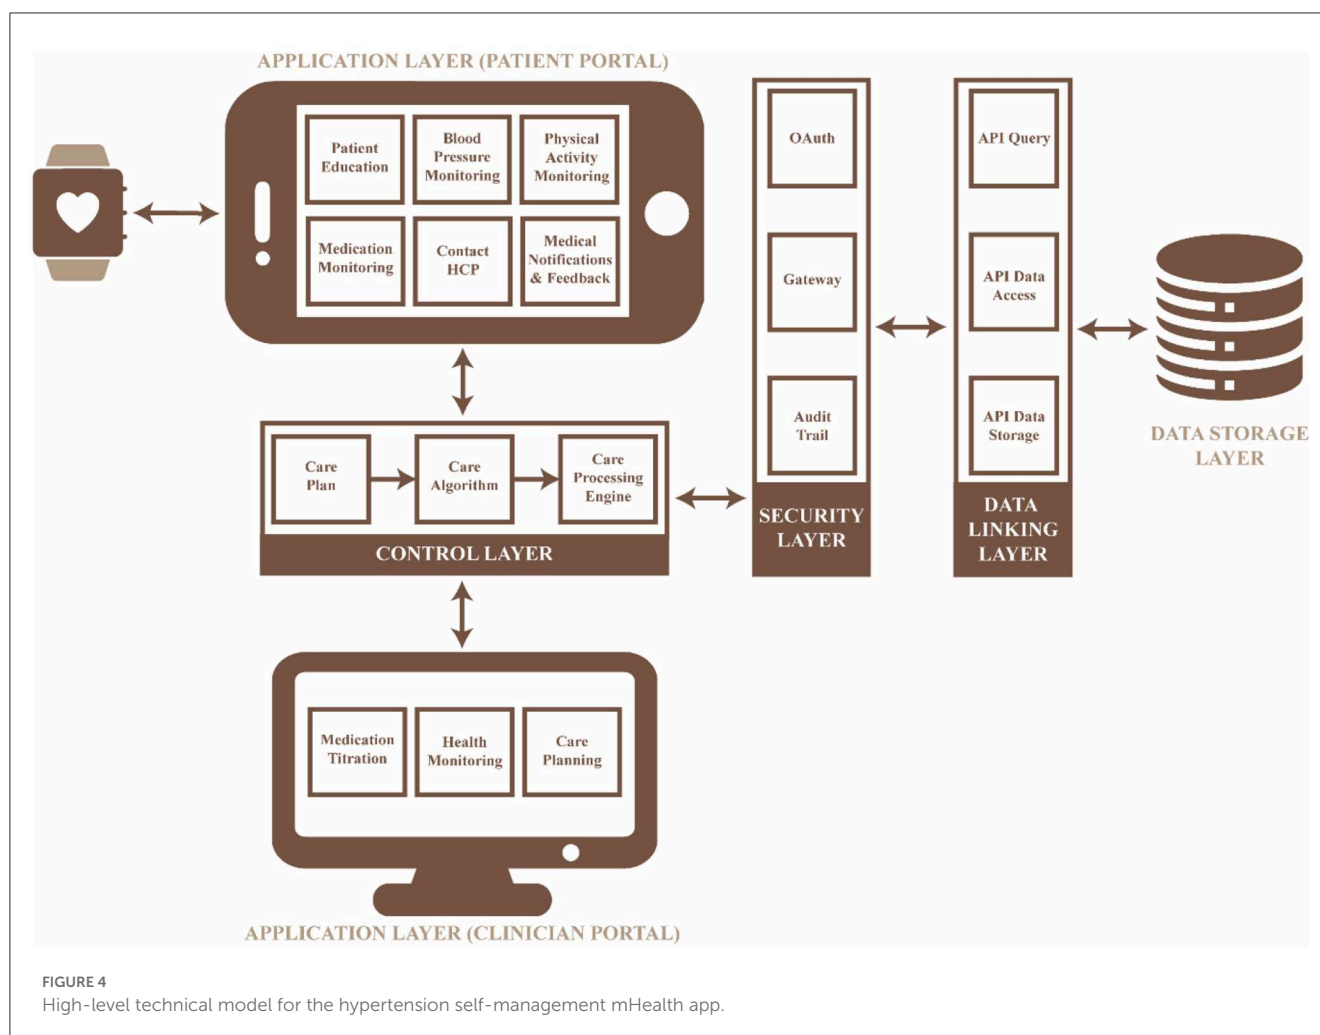 APPLICATION LAYER (PATIENT PORTAL)
Patient
Education
Blood
Pressure
Monitoring
Physical
Activity
Monitoring
Medication
Monitoring
Contact
HCP
Medical
Notifications
& Feedback
Care
Plan
Care
Algorithm
Care
Processing
Engine
CONTROL LAYER
Medication
Titration
Health
Monitoring
Care
Planning
APPLICATION LAYER (CLINICIAN PORTAL)
OAuth
Gateway
Audit
Trail
SECURITY
LAYER
API Query
API Data
Access
API Data
Storage
DATA
LINKING
LAYER
DATA STORAGE
LAYER
FIGURE 4
High-level technical model for the hypertension self-management mHealth app.